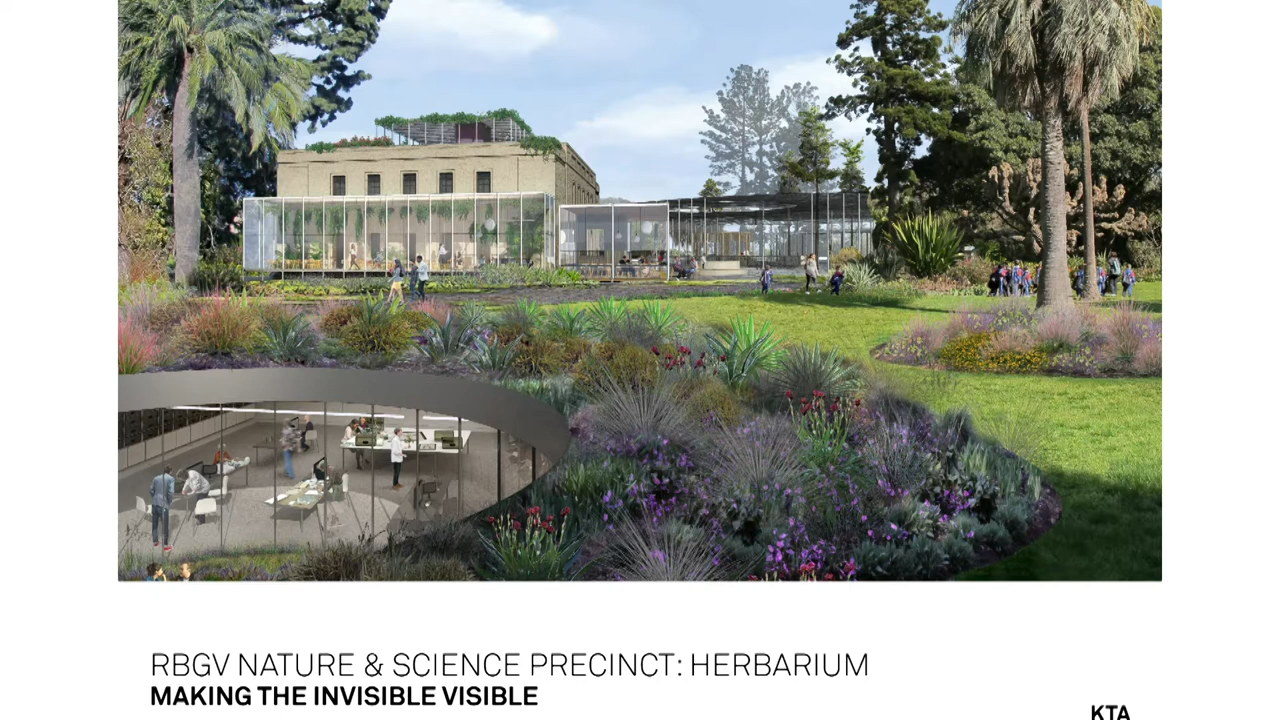 RBGV NATURE & SCIENCE PRECINCT: HERBARIUM
MAKING THE INVISIBLE VISIBLE
KTA